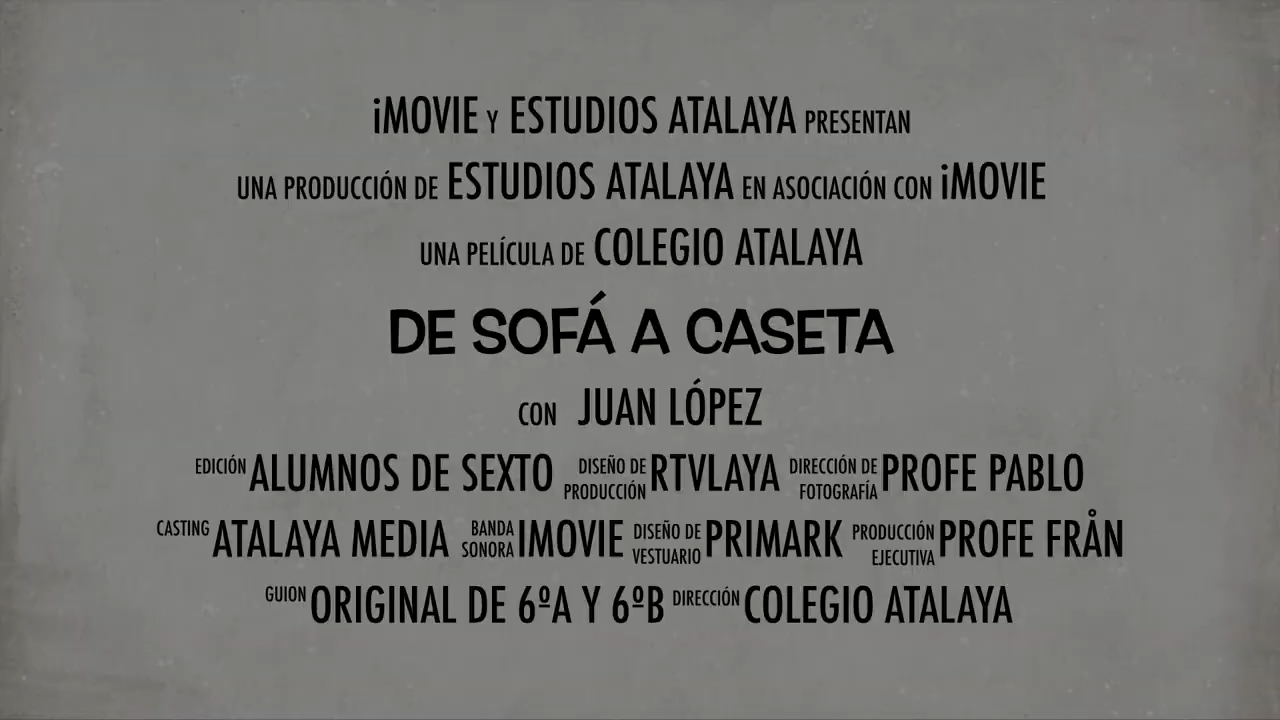 iMOVIE Y ESTUDIOS ATALAYA PRESENTAN
UNA PRODUCCIÓN DE ESTUDIOS ATALAYA EN ASOCIACIÓN CON iMOVIE
UNA PELÍCULA DE COLEGIO ATALAYA
DE SOFÁ A CASETA
CON JUAN LÓPEZ
EDICIÓN ALUMNOS DE SEXTO DISEÑO DE PRODUCCIÓN RTVLAYA DIRECCIÓN DE FOTOGRAFÍA PROFE PABLO
CASTING ATALAYA MEDIA BANDA SONORA IMOVIE DISEÑO DE VESTUARIO PRIMARK PRODUCCIÓN EJECUTIVA PROFE FRÅN
GUION ORIGINAL DE 6ºA Y 6ºB DIRECCIÓN COLEGIO ATALAYA